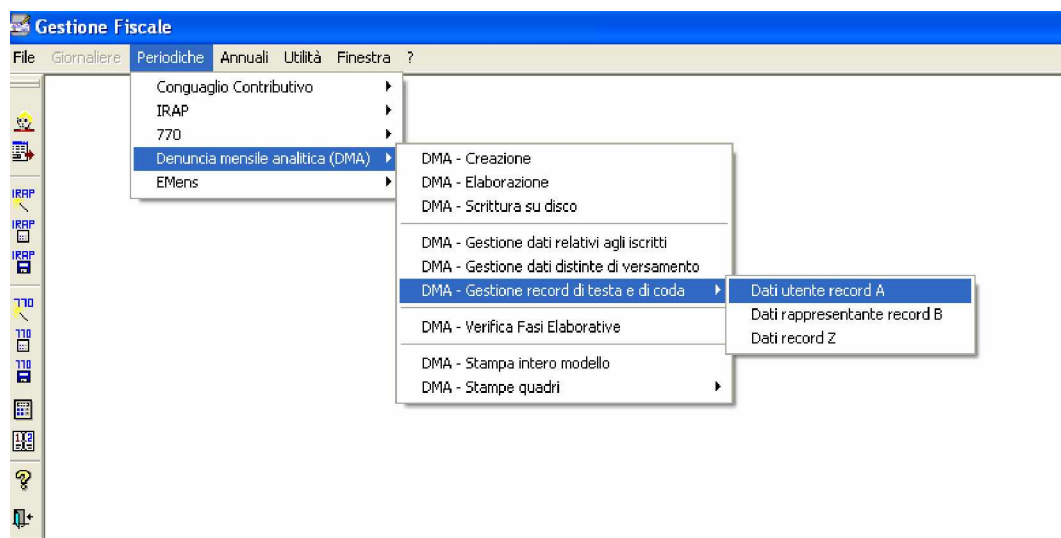 Gestione Fiscale
File Giornaliere Periodiche Annuali Utilità Finestra ?
Conguaglio Contributivo
IRAP
770
Denuncia mensile analitica (DMA)
EMens
DMA - Creazione
DMA - Elaborazione
DMA - Scrittura su disco
DMA - Gestione dati relativi agli iscritti
DMA - Gestione dati distinte di versamento
DMA - Gestione record di testa e di coda
DMA - Verifica Fasi Elaborative
DMA - Stampa intero modello
DMA - Stampe quadri
Dati utente record A
Dati rappresentante record B
Dati record Z
IRAP
IRAP
IRAP
770
770
770